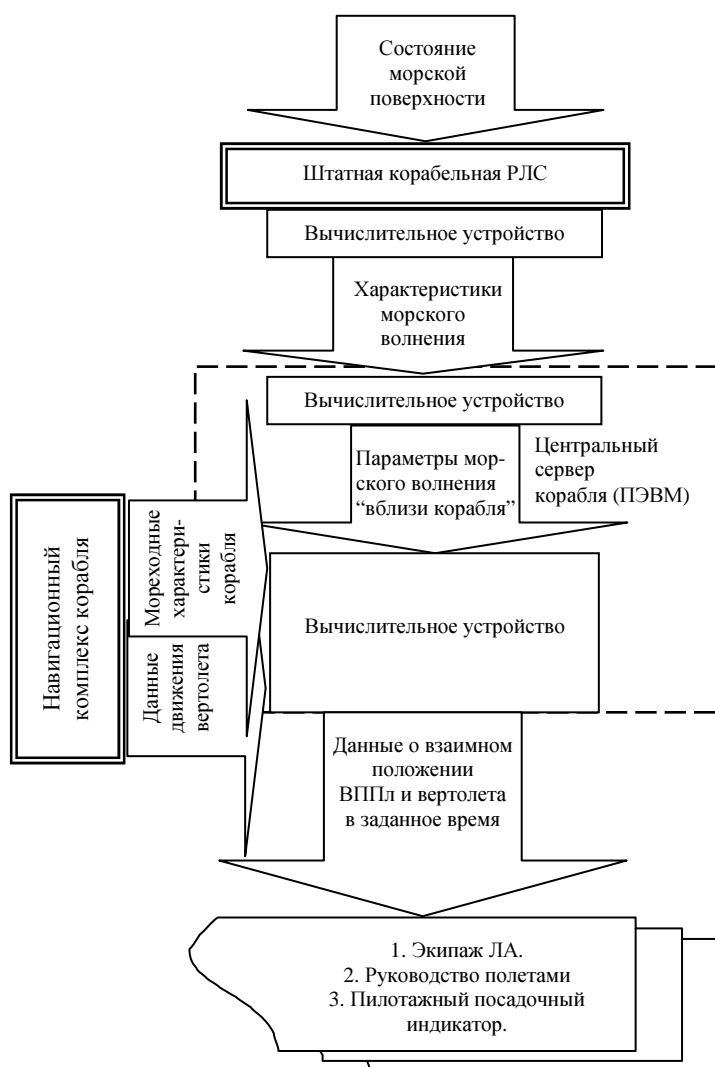 Состояние
морской
поверхности
Штатная корабельная РЛС
Вычислительное устройство
Характеристики
морского
волнения
Вычислительное устройство
Параметры мор-
ского волнения
“вблизи корабля”
Центральный
сервер
корабля (ПЭВМ)
Навигационный
комплекс корабля
Мореходные
характери-
стики
корабля
Данные
движения
вертолета
Вычислительное устройство
Данные о взаимном
положении
ВППл и вертолета
в заданное время
1. Экипаж ЛА.
2. Руководство полетами
3. Пилотажный посадочный
индикатор.